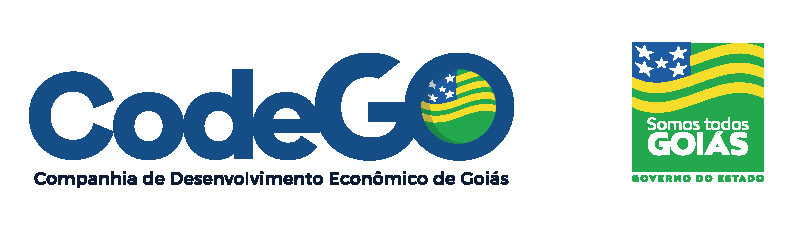 CodeGO
Companhia de Desenvolvimento Econômico de Goiás
Somos todos
GOIÁS
GOVERNO DO ESTADO